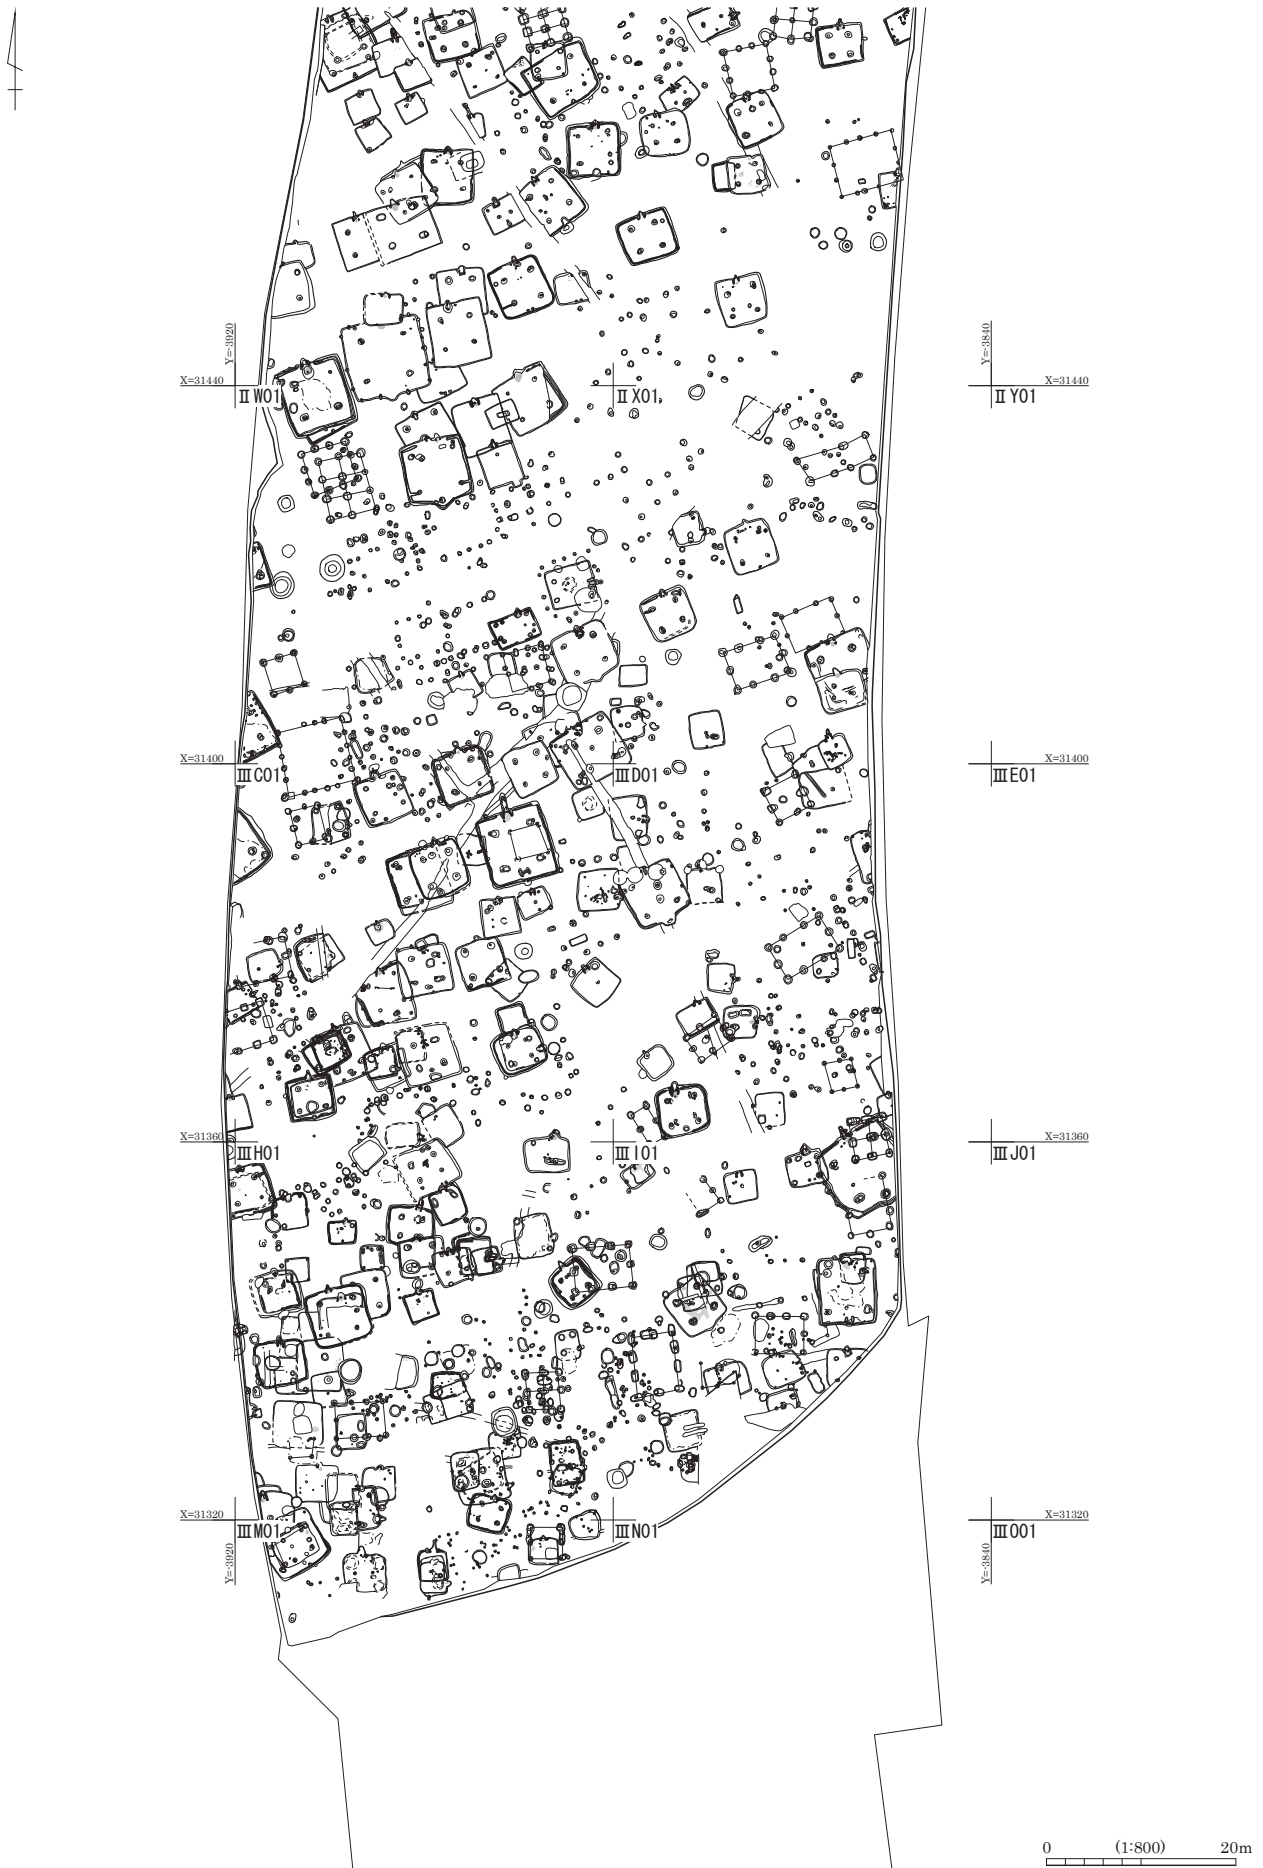 Y=-3920
Y=-3840
X=31440
X=31440
ⅡW01
ⅡX01
ⅡY01
X=31400
X=31400
ⅢC01
ⅢD01
ⅢE01
X=31360
X=31360
ⅢH01
ⅢI01
ⅢJ01
X=31320
X=31320
ⅢM01
ⅢN01
ⅢO01
Y=-3920
Y=-3840
0 (1:800) 20m